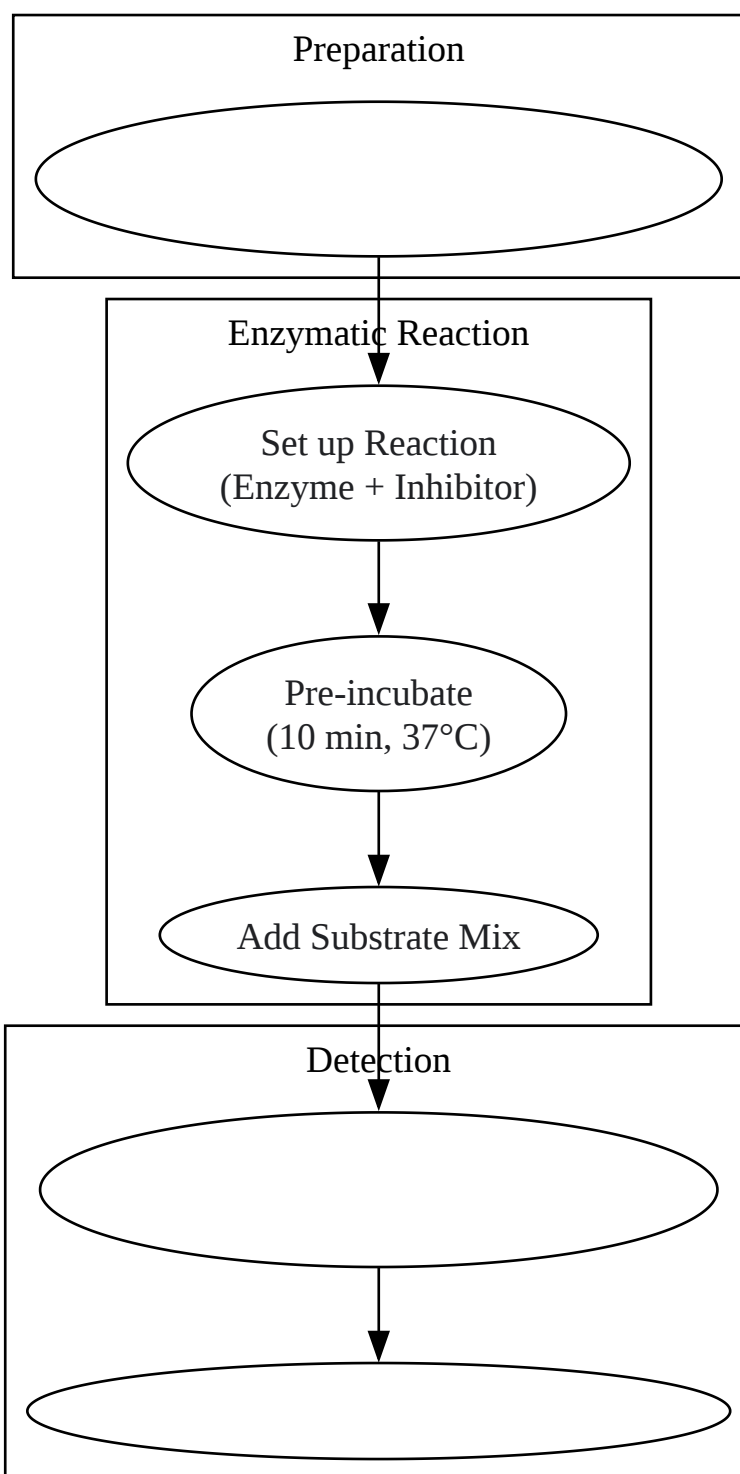 Preparation
Enzymatic Reaction
Set up Reaction
(Enzyme + Inhibitor)
Pre-incubate
(10 min, 37°C)
Add Substrate Mix
Detection